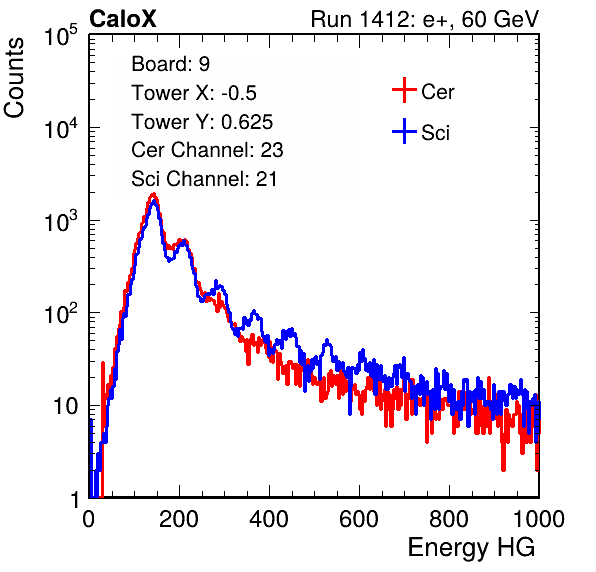 CaloX Run 1412: e+, 60 GeV
Counts
Board: 9
Tower X: -0.5
Tower Y: 0.625
Cer Channel: 23
Sci Channel: 21
Cer
Sci
10^5
10^4
10^3
10^2
10
1
0 200 400 600 800 1000
Energy HG